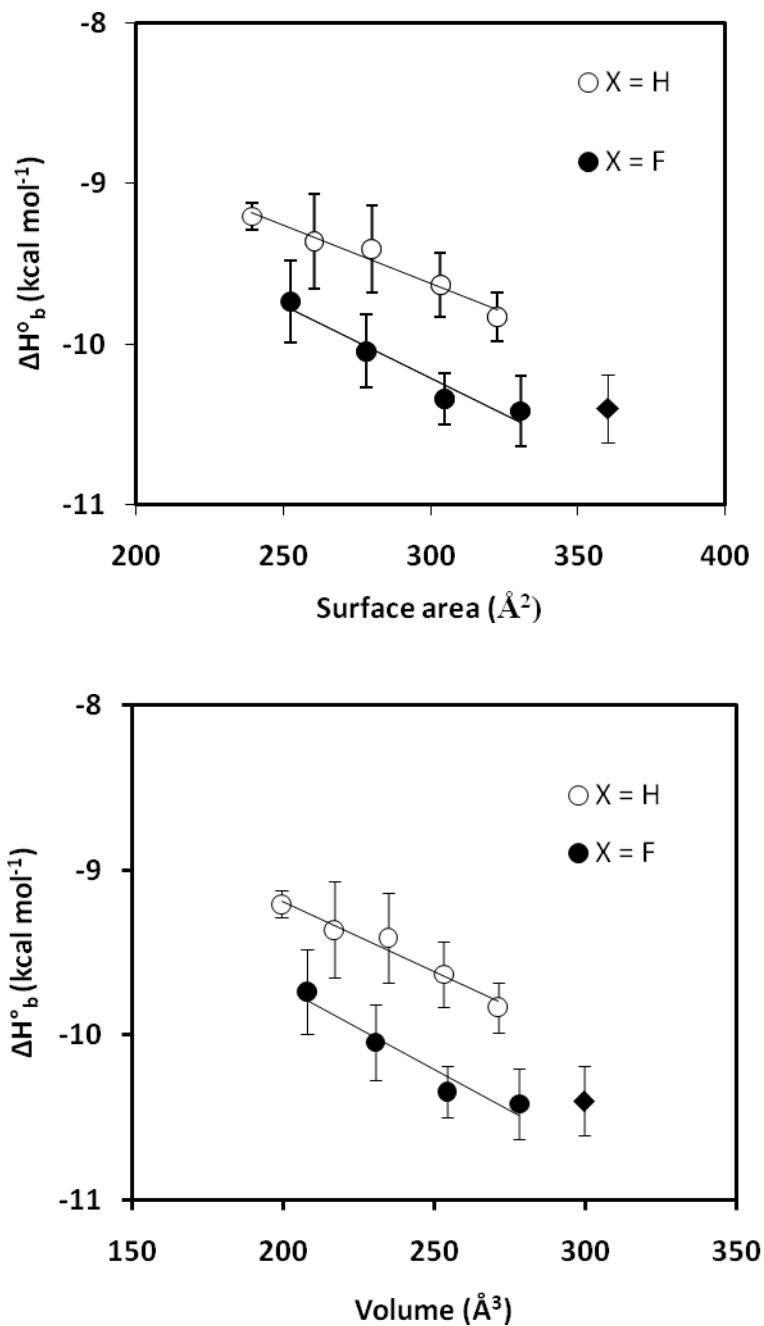 -8
X = H
X = F
-9
-10
-11
ΔH°b (kcal mol-1)
200 250 300 350 400
Surface area (Å2)
-8
X = H
X = F
-9
-10
-11
ΔH°b (kcal mol-1)
150 200 250 300 350
Volume (Å3)